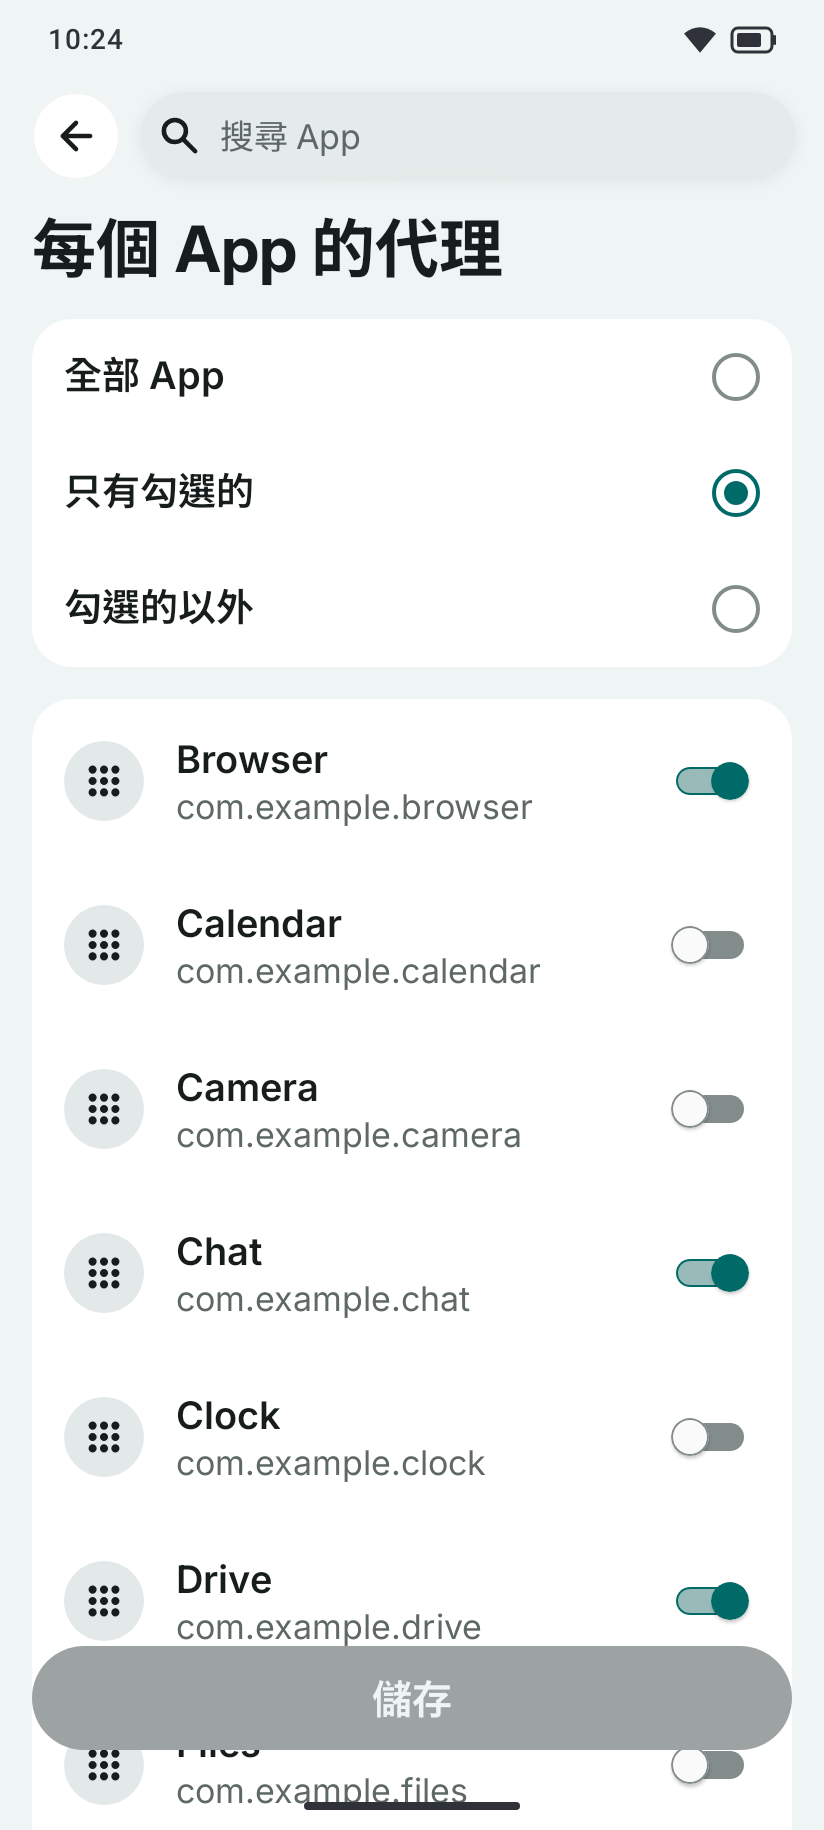 10:24
搜尋 App
每個 App 的代理
全部 App
只有勾選的
勾選的以外
Browser
com.example.browser
Calendar
com.example.calendar
Camera
com.example.camera
Chat
com.example.chat
Clock
com.example.clock
Drive
com.example.drive
儲存
Files
com.example.files